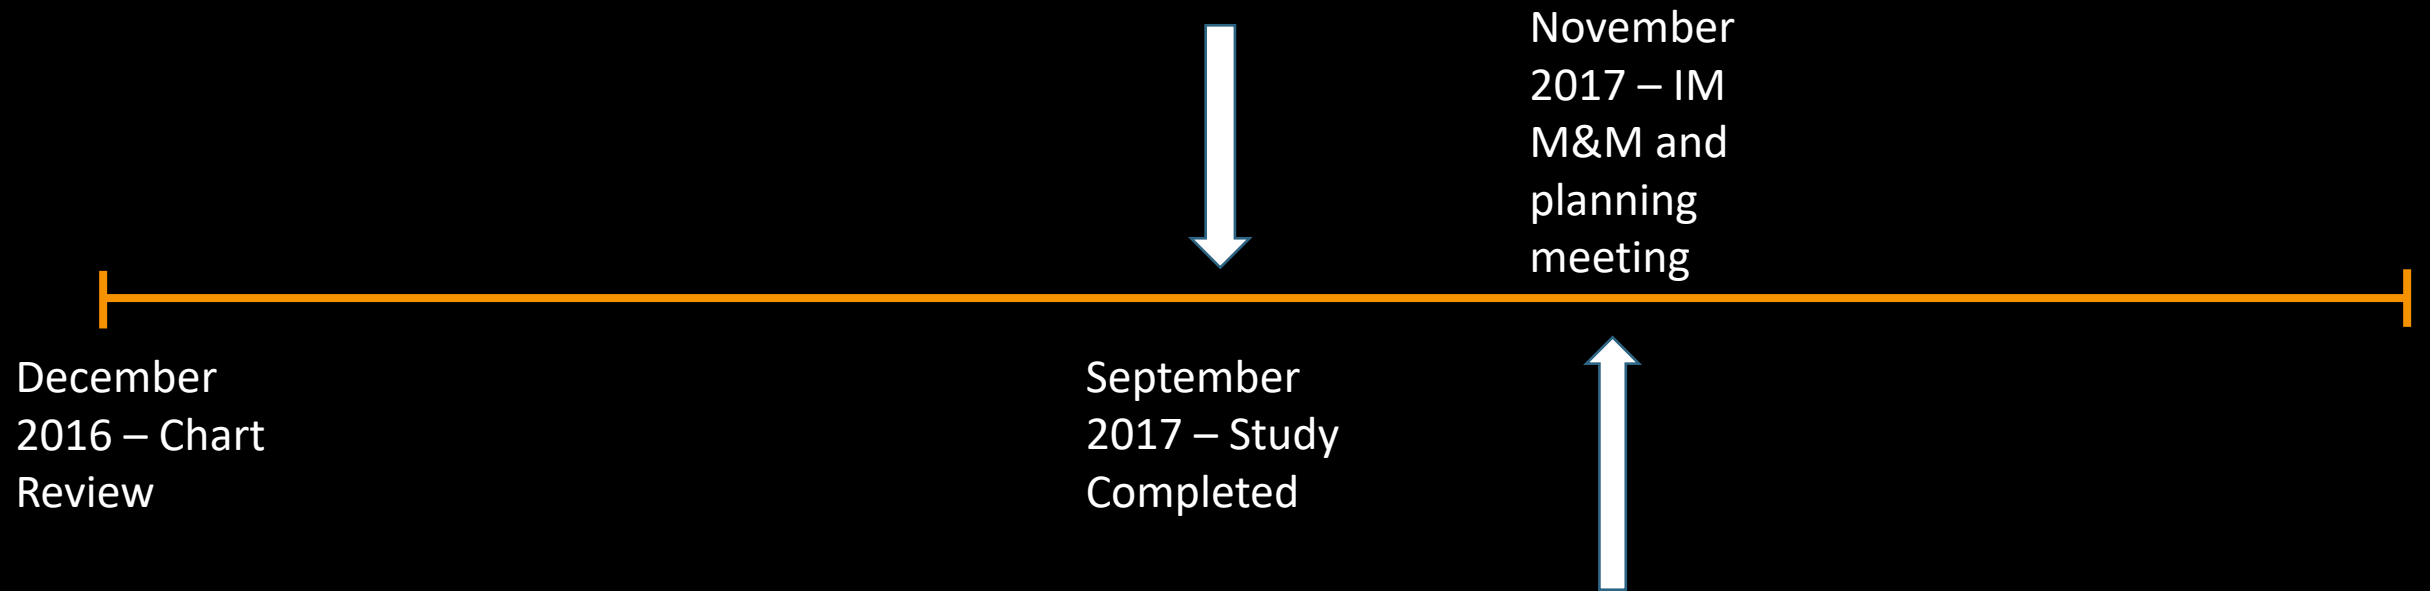 November
2017 – IM
M&M and
planning
meeting
December
2016 – Chart
Review
September
2017 – Study
Completed